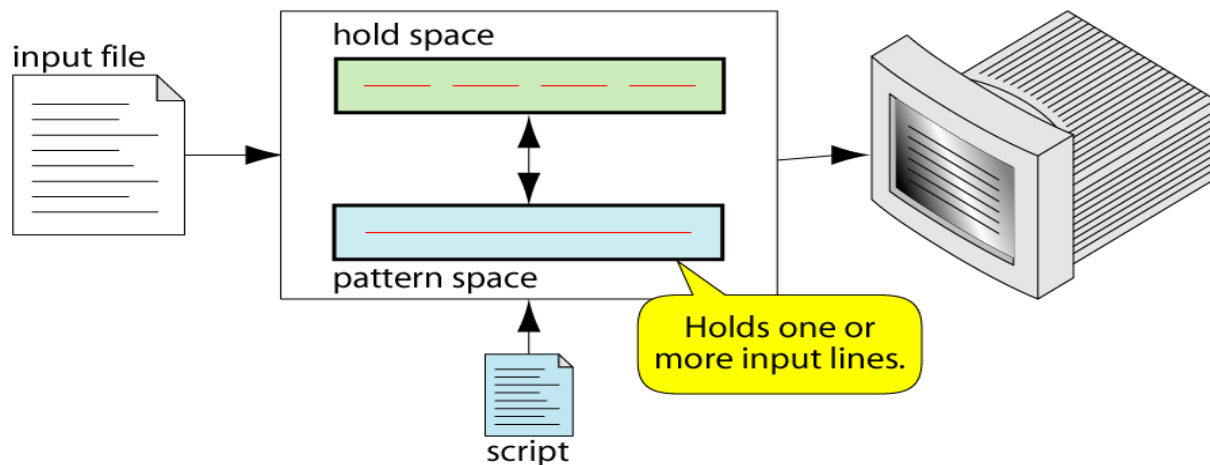 input file
hold space
pattern space
Holds one or
more input lines.
script